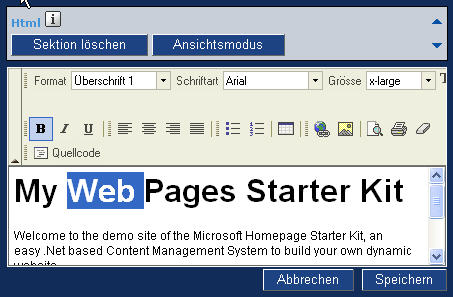 Html i
Sektion löschen Ansichtsmodus
Format Überschrift 1 Schriftart Arial Grösse x-large
B I U
Quellcode
My Web Pages Starter Kit
Welcome to the demo site of the Microsoft Homepage Starter Kit, an
easy .Net based Content Management System to build your own dynamic
website.
Abbrechen Speichern